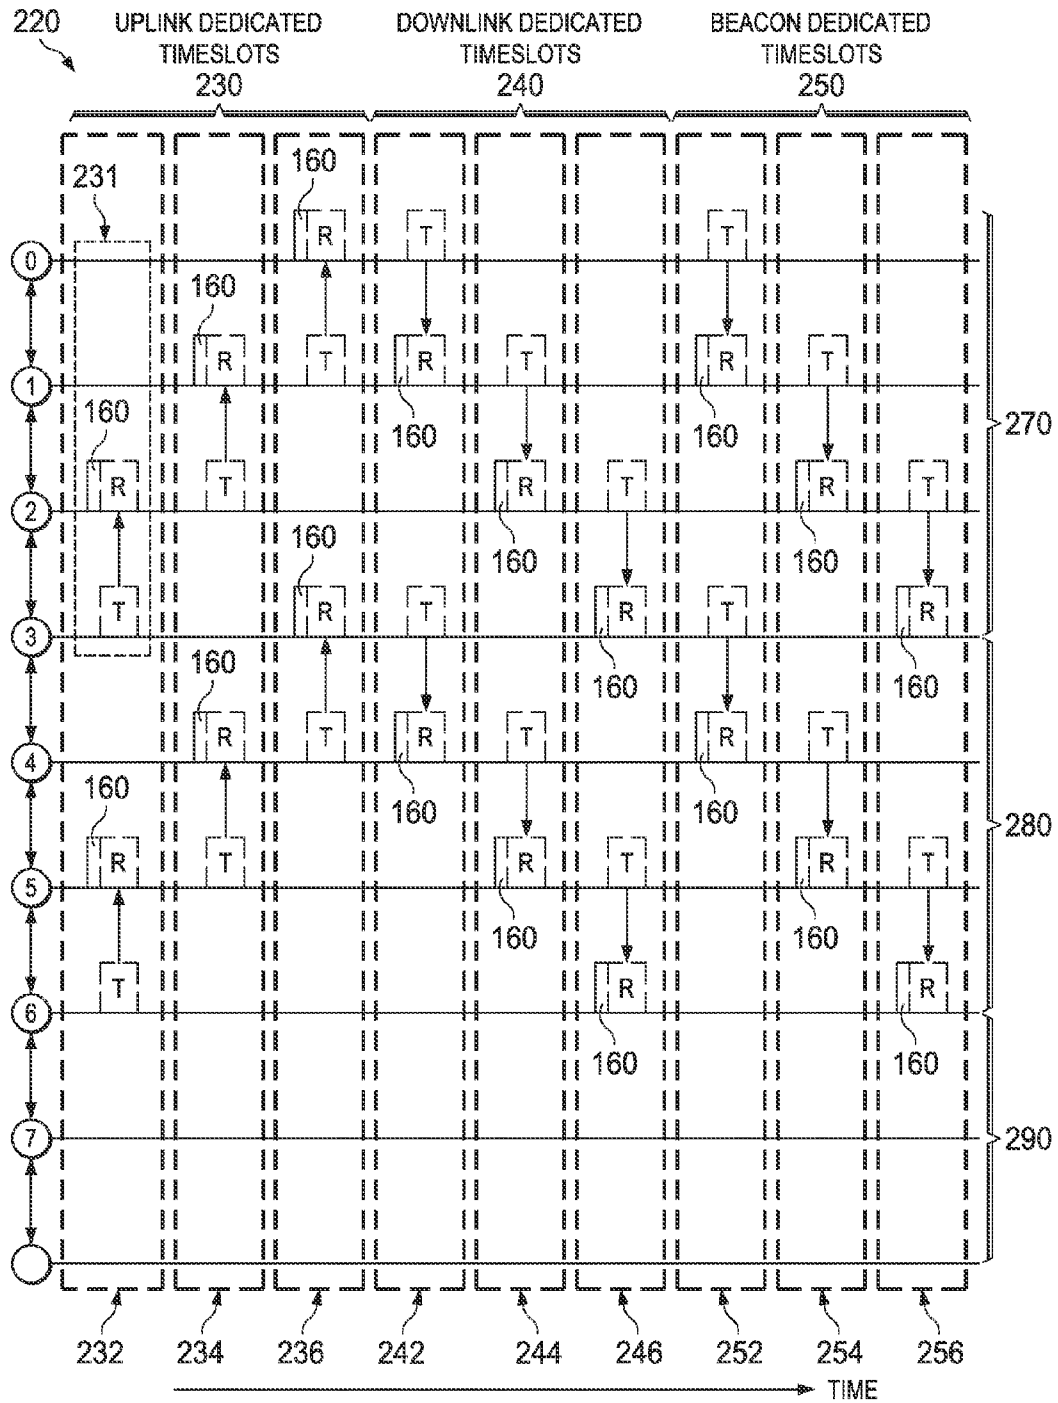 220
UPLINK DEDICATED
TIMESLOTS
230
DOWNLINK DEDICATED
TIMESLOTS
240
BEACON DEDICATED
TIMESLOTS
250
231
160
R T T
0
160
R T R T R T
1
160 160 160
270
160
R T R T R T
2
160 160 160
T R T R T R
3
160 160 160
R T R T R T
4
160 160 160
280
R T R T R T
5
160 160
T R R
6
160 160
7
290
232 234 236 242 244 246 252 254 256
TIME